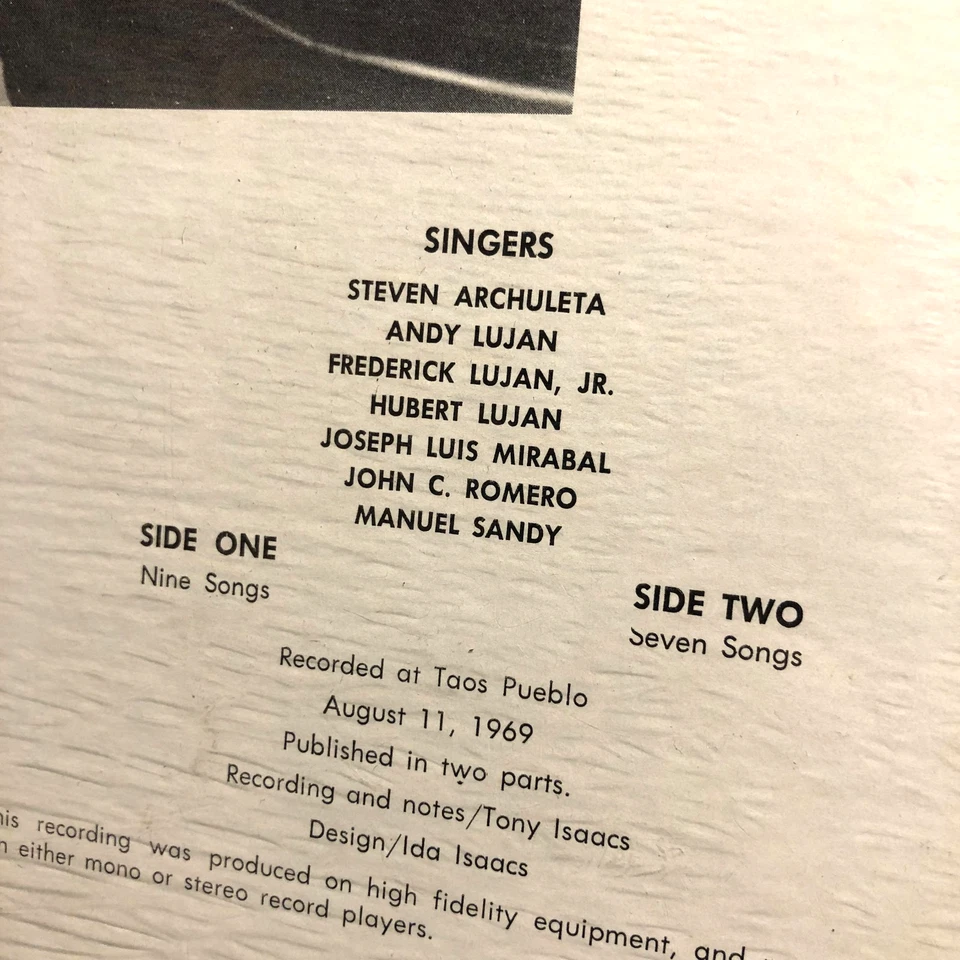 SINGERS
STEVEN ARCHULETA
ANDY LUJAN
FREDERICK LUJAN, JR.
HUBERT LUJAN
JOSEPH LUIS MIRABAL
JOHN C. ROMERO
MANUEL SANDY
SIDE ONE
Nine Songs
SIDE TWO
Seven Songs
Recorded at Taos Pueblo
August 11, 1969
Published in two parts.
Recording and notes/Tony Isaacs
Design/Ida Isaacs
recording was produced on high fidelity equipment, and
either mono or stereo record players.